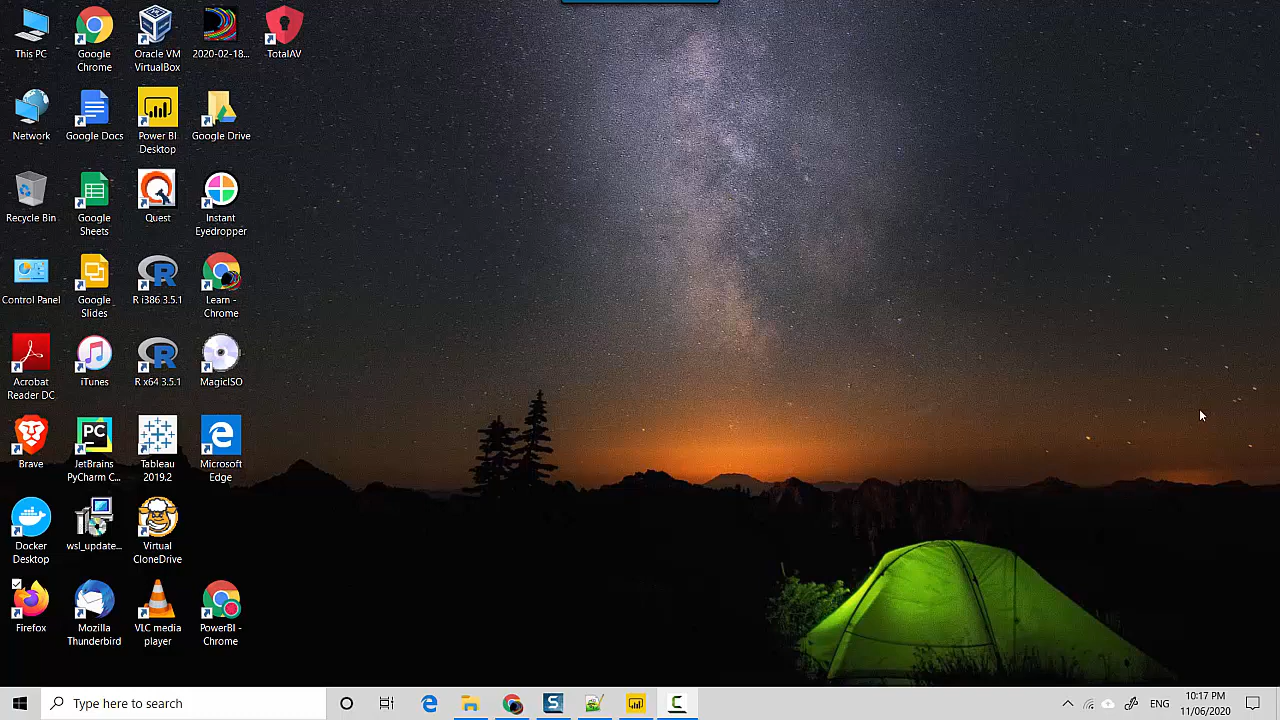 This PC
Google
Chrome
Oracle VM
VirtualBox
2020-02-18...
TotalAV
Network
Google Docs
Power BI
Desktop
Google Drive
Recycle Bin
Google
Sheets
Quest
Instant
Eyedropper
Control Panel
Google
Slides
R i386 3.5.1
Learn -
Chrome
Acrobat
Reader DC
iTunes
R x64 3.5.1
MagicISO
Brave
PC
JetBrains
PyCharm C...
Tableau
2019.2
Microsoft
Edge
Docker
Desktop
wsl_update...
Virtual
CloneDrive
Firefox
Mozilla
Thunderbird
VLC media
player
PowerBI -
Chrome
Type here to search
ENG
10:17 PM
11/06/2020